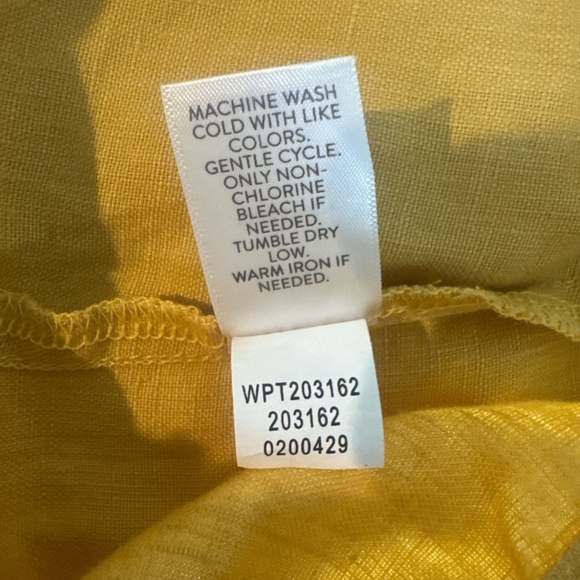 MACHINE WASH
COLD WITH LIKE
COLORS.
GENTLE CYCLE.
ONLY NON-
CHLORINE
BLEACH IF
NEEDED.
TUMBLE DRY
LOW.
WARM IRON IF
NEEDED.
WPT203162
203162
0200429